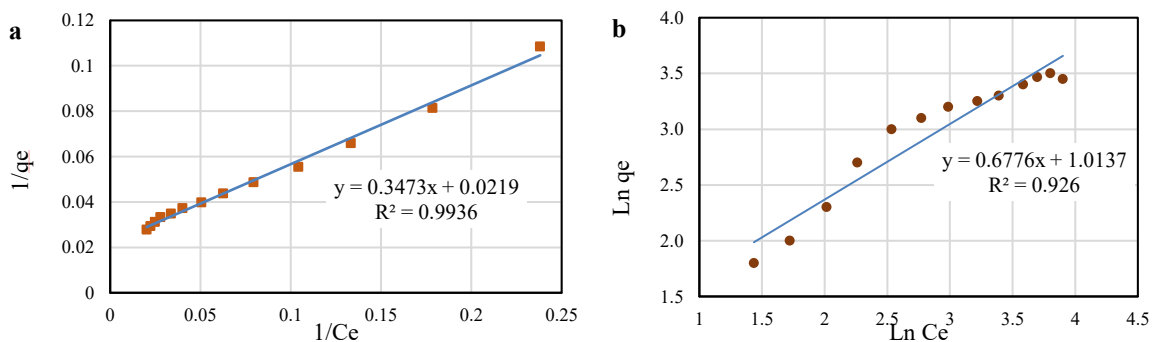 a
0.12
0.1
0.08
0.06
0.04
0.02
0
1/qe
y = 0.3473x + 0.0219
R² = 0.9936
0
0.05
0.1
0.15
0.2
0.25
1/Ce
b
4.0
3.5
3.0
2.5
2.0
1.5
Ln qe
y = 0.6776x + 1.0137
R² = 0.926
1
1.5
2
2.5
3
3.5
4
4.5
Ln Ce